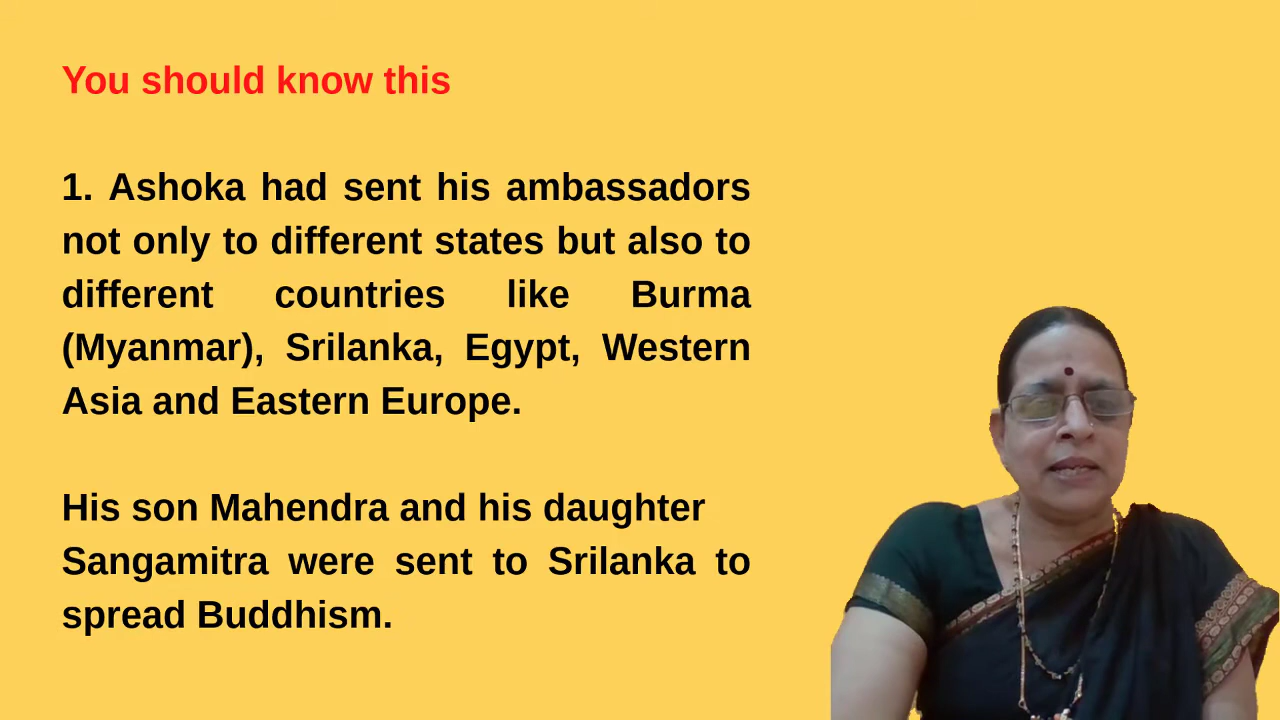 You should know this
1. Ashoka had sent his ambassadors
not only to different states but also to
different countries like Burma
(Myanmar), Srilanka, Egypt, Western
Asia and Eastern Europe.
His son Mahendra and his daughter
Sangamitra were sent to Srilanka to
spread Buddhism.